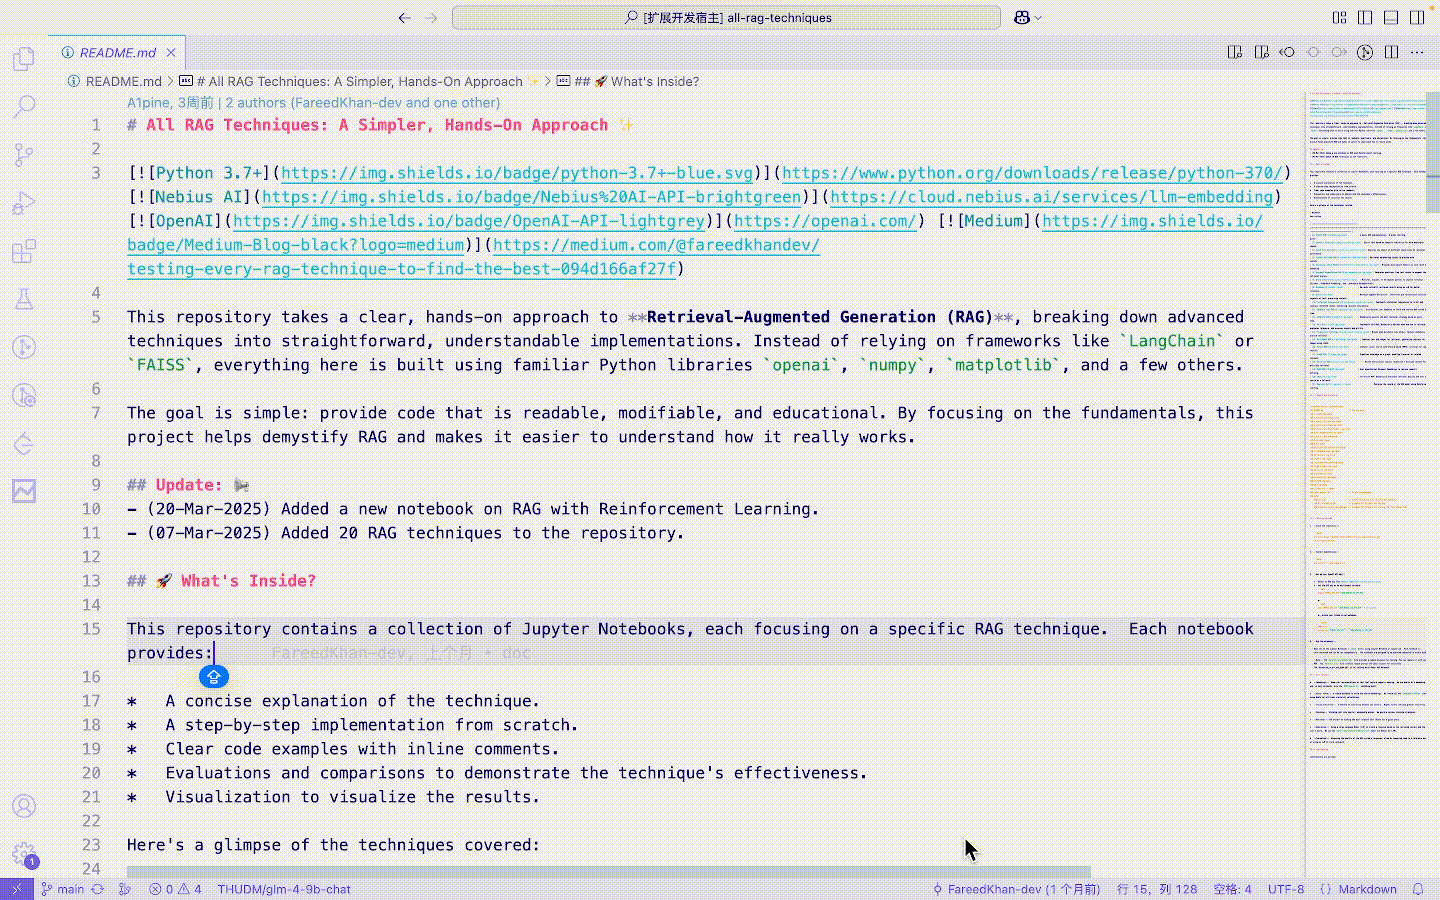 [扩展开发宿主] all-rag-techniques
README.md
README.md > # All RAG Techniques: A Simpler, Hands-On Approach ✨ > ## 🚀 What's Inside?
A1pine, 3周前 | 2 authors (FareedKhan-dev and one other)
1 # All RAG Techniques: A Simpler, Hands-On Approach ✨
2
3 [![Python 3.7+](https://img.shields.io/badge/python-3.7+-blue.svg)](https://www.python.org/downloads/release/python-370/)
[![Nebius AI](https://img.shields.io/badge/Nebius%20AI-API-brightgreen)](https://cloud.nebius.ai/services/llm-embedding)
[![OpenAI](https://img.shields.io/badge/OpenAI-API-lightgrey)](https://openai.com/) [![Medium](https://img.shields.io/
badge/Medium-Blog-black?logo=medium)](https://medium.com/@fareedkhandev/
testing-every-rag-technique-to-find-the-best-094d166af27f)
4
5 This repository takes a clear, hands-on approach to **Retrieval-Augmented Generation (RAG)**, breaking down advanced
techniques into straightforward, understandable implementations. Instead of relying on frameworks like `LangChain` or
`FAISS`, everything here is built using familiar Python libraries `openai`, `numpy`, `matplotlib`, and a few others.
6
7 The goal is simple: provide code that is readable, modifiable, and educational. By focusing on the fundamentals, this
project helps demystify RAG and makes it easier to understand how it really works.
8
9 ## Update: 📢
10 - (20-Mar-2025) Added a new notebook on RAG with Reinforcement Learning.
11 - (07-Mar-2025) Added 20 RAG techniques to the repository.
12
13 ## 🚀 What's Inside?
14
15 This repository contains a collection of Jupyter Notebooks, each focusing on a specific RAG technique.  Each notebook
provides: FareedKhan-dev, 上个月 • doc
16
17 *   A concise explanation of the technique.
18 *   A step-by-step implementation from scratch.
19 *   Clear code examples with inline comments.
20 *   Evaluations and comparisons to demonstrate the technique's effectiveness.
21 *   Visualization to visualize the results.
22
23 Here's a glimpse of the techniques covered:
24
1
main 0 4 THUDM/glm-4-9b-chat FareedKhan-dev (1 个月前) 行 15，列 128 空格: 4 UTF-8 {} Markdown